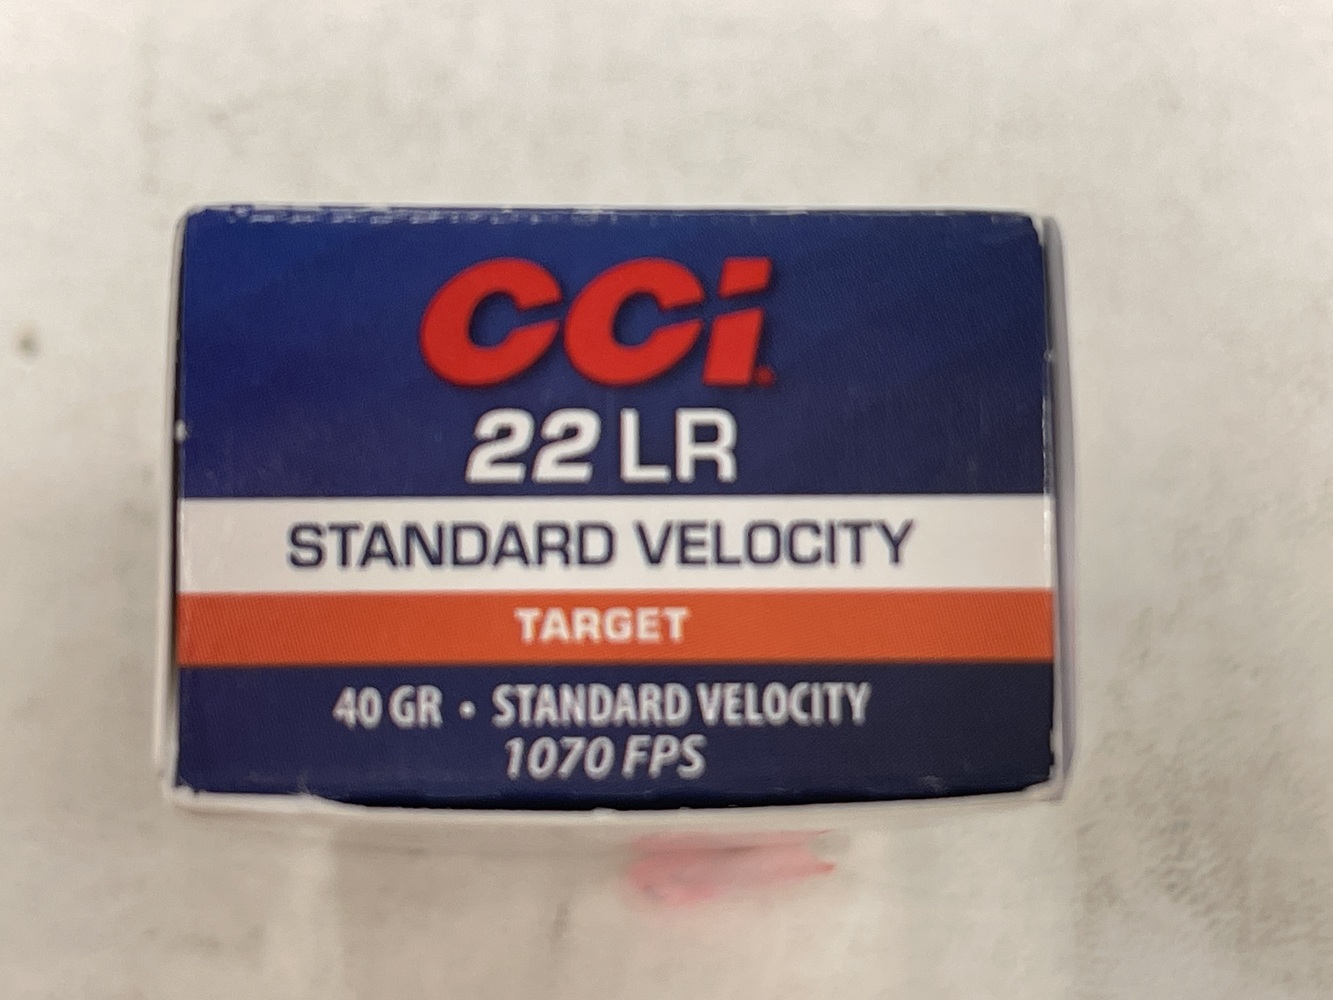 CCI
22 LR
STANDARD VELOCITY
TARGET
40 GR • STANDARD VELOCITY
1070 FPS